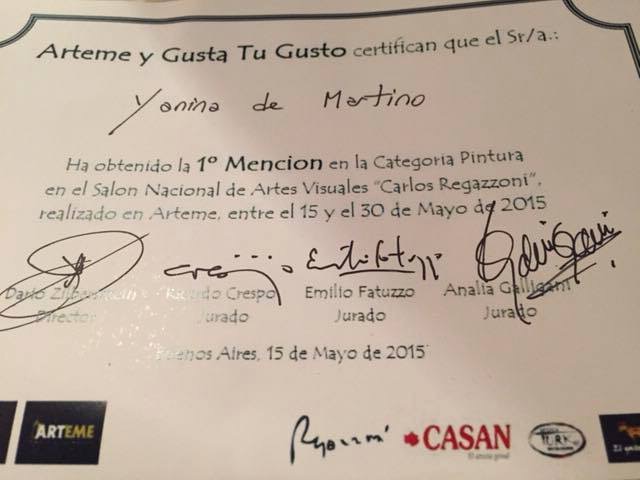 Arteme y Gusta Tu Gusto certifican que el Sr/a.:
Yanina de Martino
Ha obtenido la 1º Mencion en la Categoria Pintura
en el Salon Nacional de Artes Visuales "Carlos Regazzoni",
realizado en Arteme, entre el 15 y el 30 de Mayo de 2015
Dario Ricardo Crespo Emilio Fatuzzo Analia Galligani
Director Jurado Jurado Jurado
Buenos Aires, 15 de Mayo de 2015
ARTEME CASAN TURK